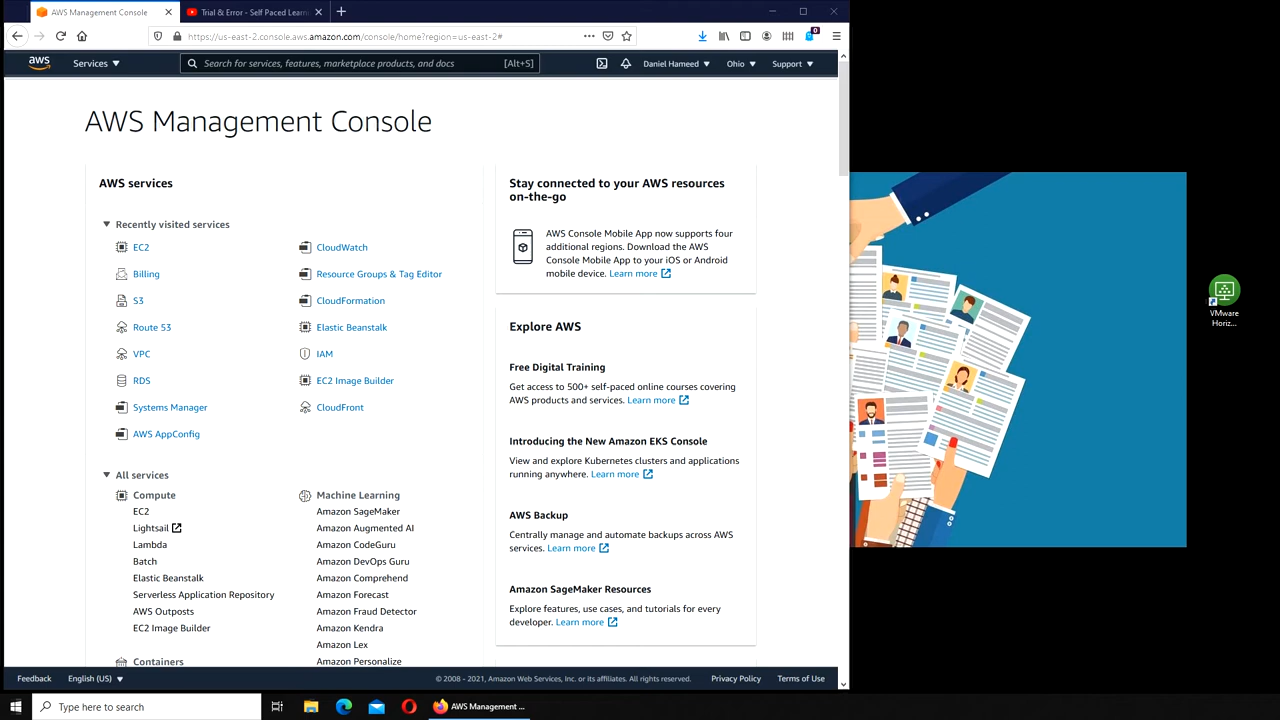 AWS Management Console
Trial & Error - Self Paced Learn
https://us-east-2.console.aws.amazon.com/console/home?region=us-east-2#
0
aws
Services
Search for services, features, marketplace products, and docs
[Alt+S]
Daniel Hameed
Ohio
Support
AWS Management Console
AWS services
Recently visited services
EC2
Billing
S3
Route 53
VPC
RDS
Systems Manager
AWS AppConfig
CloudWatch
Resource Groups & Tag Editor
CloudFormation
Elastic Beanstalk
IAM
EC2 Image Builder
CloudFront
All services
Compute
EC2
Lightsail
Lambda
Batch
Elastic Beanstalk
Serverless Application Repository
AWS Outposts
EC2 Image Builder
Containers
Machine Learning
Amazon SageMaker
Amazon Augmented AI
Amazon CodeGuru
Amazon DevOps Guru
Amazon Comprehend
Amazon Forecast
Amazon Fraud Detector
Amazon Kendra
Amazon Lex
Amazon Personalize
Stay connected to your AWS resources
on-the-go
AWS Console Mobile App now supports four
additional regions. Download the AWS
Console Mobile App to your iOS or Android
mobile device. Learn more
Explore AWS
Free Digital Training
Get access to 500+ self-paced online courses covering
AWS products and services. Learn more
Introducing the New Amazon EKS Console
View and explore Kubernetes clusters and applications
running anywhere. Learn more
AWS Backup
Centrally manage and automate backups across AWS
services. Learn more
Amazon SageMaker Resources
Explore features, use cases, and tutorials for every
developer. Learn more
VMware
Horiz...
Feedback
English (US)
© 2008 - 2021, Amazon Web Services, Inc. or its affiliates. All rights reserved.
Privacy Policy
Terms of Use
Type here to search
AWS Management ...